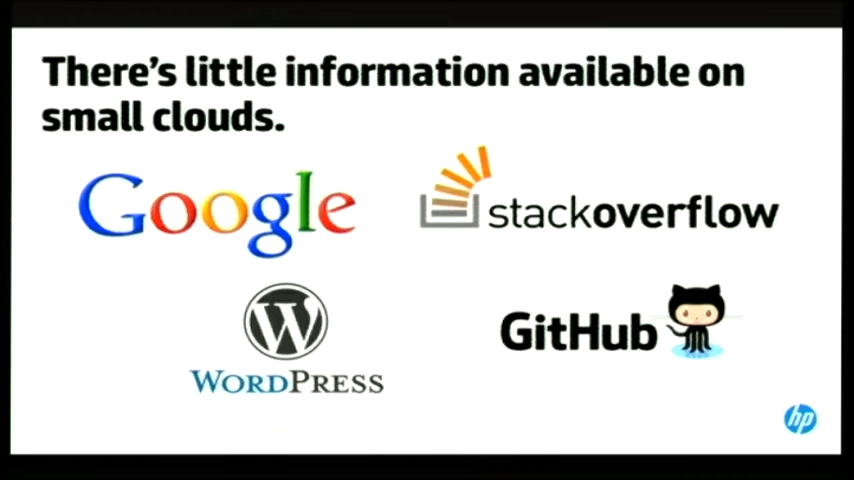 There's little information available on
small clouds.
Google
stackoverflow
WORDPRESS
GitHub
hp